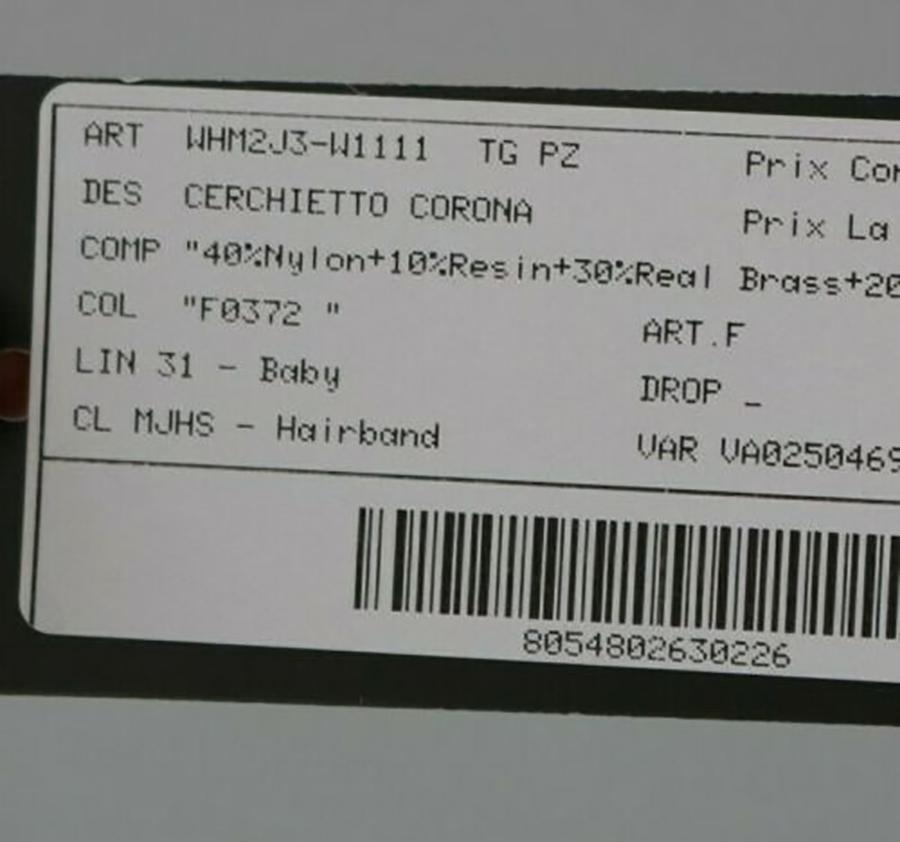 ART WHM2J3-W1111 TG PZ Prix Cor
DES CERCHIETTO CORONA Prix La
COMP "40%Nylon+10%Resin+30%Real Brass+20
COL "F0372 " ART.F
LIN 31 - Baby DROP _
CL MJHS - Hairband VAR VA0250469
8054802630226